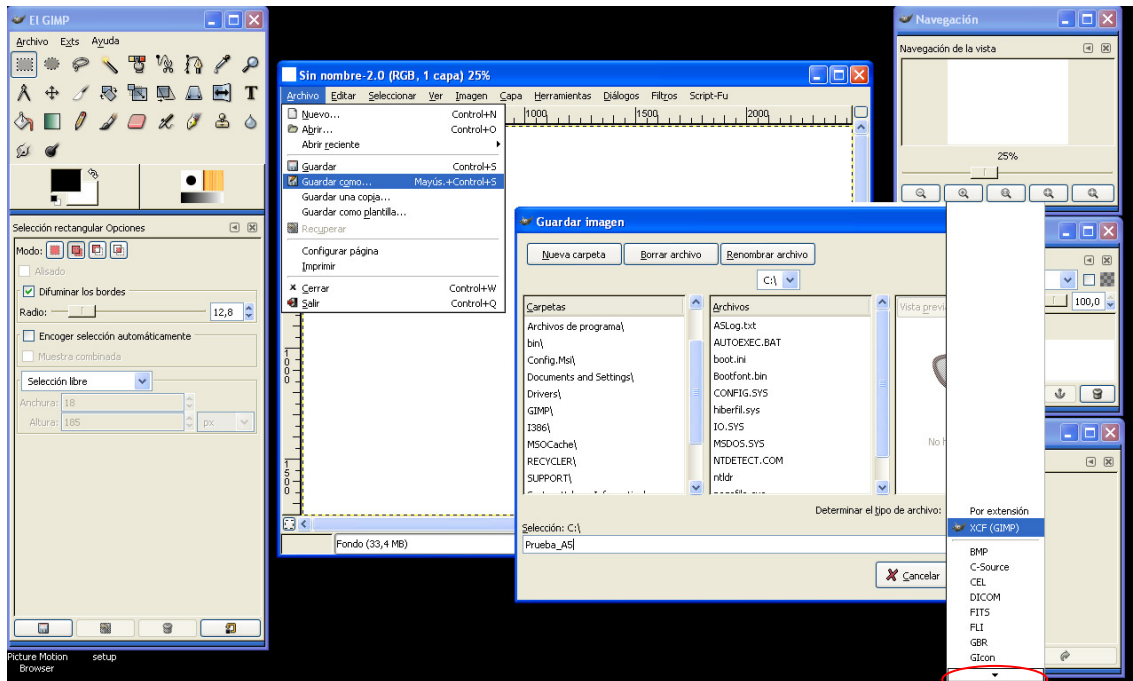 El GIMP
Archivo Exts Ayuda
Selección rectangular Opciones
Modo:
Alisado
Difuminar los bordes
Radio: 12,8
Encoger selección automáticamente
Muestra combinada
Selección libre
Anchura: 18
Altura: 185 px
Picture Motion Browser
setup
Sin nombre-2.0 (RGB, 1 capa) 25%
Archivo Editar Seleccionar Ver Imagen Capa Herramientas Diálogos Filtros Script-Fu
1000 1500 2000
Nuevo... Control+N
Abrir... Control+O
Abrir reciente
Guardar Control+S
Guardar como... Mayús.+Control+S
Guardar una copja...
Guardar como plantilla...
Recuperar
Configurar página
Imprimir
Cerrar Control+W
Salir Control+Q
1000
1500
Fondo (33,4 MB)
Guardar imagen
Nueva carpeta Borrar archivo Renombrar archivo
C:\
Carpetas
Archivos de programa\
bin\
Config.Msi\
Documents and Settings\
Drivers\
GIMP\
I386\
MSOCache\
RECYCLER\
SUPPORT\
Archivos
ASLog.txt
AUTOEXEC.BAT
boot.ini
Bootfont.bin
CONFIG.SYS
hiberfil.sys
IO.SYS
MSDOS.SYS
NTDETECT.COM
ntldr
Vista previ
No h
Determinar el tipo de archivo:
Selección: C:\
Prueba_A5
Cancelar
Por extensión
XCF (GIMP)
BMP
C-Source
CEL
DICOM
FITS
FLI
GBR
GIcon
Navegación
Navegación de la vista
25%
100,0